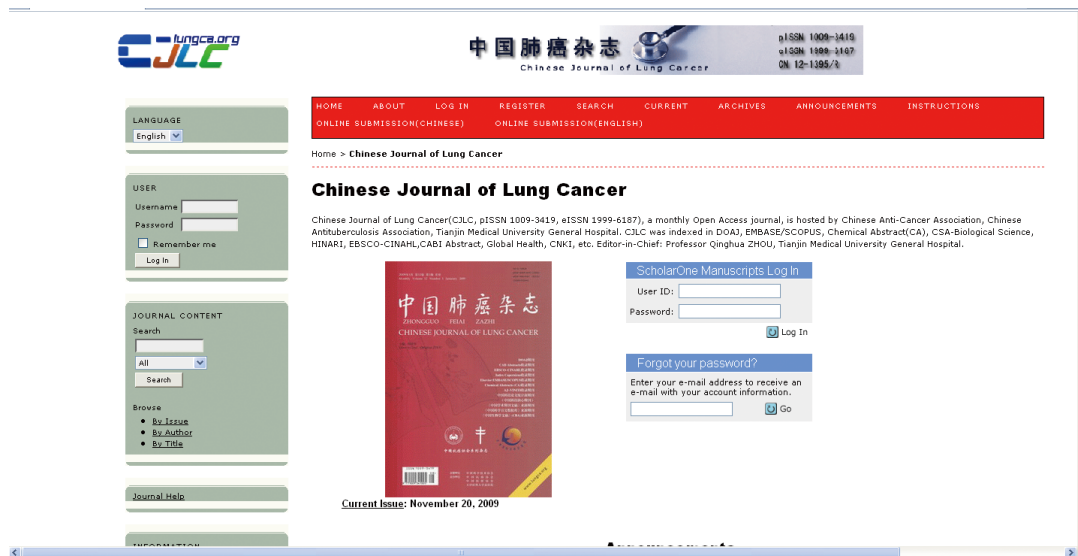 lungca.org
CJLC
中国肺癌杂志
Chinese Journal of Lung Cancer
pISSN 1009-3419
eISSN 1999-6187
CN 12-1395/R
LANGUAGE
English
USER
Username
Password
Remember me
Log In
JOURNAL CONTENT
Search
All
Search
Browse
By Issue
By Author
By Title
Journal Help
INFORMATION
HOME ABOUT LOG IN REGISTER SEARCH CURRENT ARCHIVES ANNOUNCEMENTS INSTRUCTIONS
ONLINE SUBMISSION(CHINESE) ONLINE SUBMISSION(ENGLISH)
Home > Chinese Journal of Lung Cancer
Chinese Journal of Lung Cancer
Chinese Journal of Lung Cancer(CJLC, pISSN 1009-3419, eISSN 1999-6187), a monthly Open Access journal, is hosted by Chinese Anti-Cancer Association, Chinese
Antituberculosis Association, Tianjin Medical University General Hospital. CJLC was indexed in DOAJ, EMBASE/SCOPUS, Chemical Abstract(CA), CSA-Biological Science,
HINARI, EBSCO-CINAHL,CABI Abstract, Global Health, CNKI, etc. Editor-in-Chief: Professor Qinghua ZHOU, Tianjin Medical University General Hospital.
中国肺癌杂志
ZHONGGUO FEIAI ZAZHI
CHINESE JOURNAL OF LUNG CANCER
www.lungca.org
Current Issue: November 20, 2009
ScholarOne Manuscripts Log In
User ID:
Password:
Log In
Forgot your password?
Enter your e-mail address to receive an
e-mail with your account information.
Go
Announcements